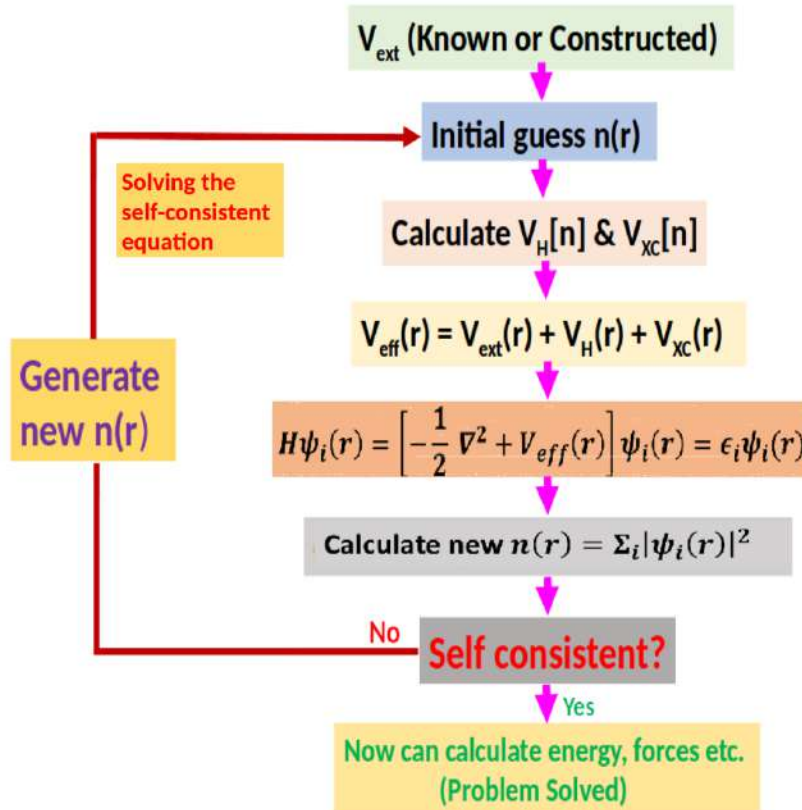 V_ext (Known or Constructed)
Initial guess n(r)
Solving the
self-consistent
equation
Calculate V_H[n] & V_XC[n]
V_eff(r) = V_ext(r) + V_H(r) + V_XC(r)
Generate
new n(r)
Hψ_i(r) = [-1/2 ∇² + V_eff(r)] ψ_i(r) = ϵ_i ψ_i(r)
Calculate new n(r) = Σ_i|ψ_i(r)|²
No
Self consistent?
Yes
Now can calculate energy, forces etc.
(Problem Solved)